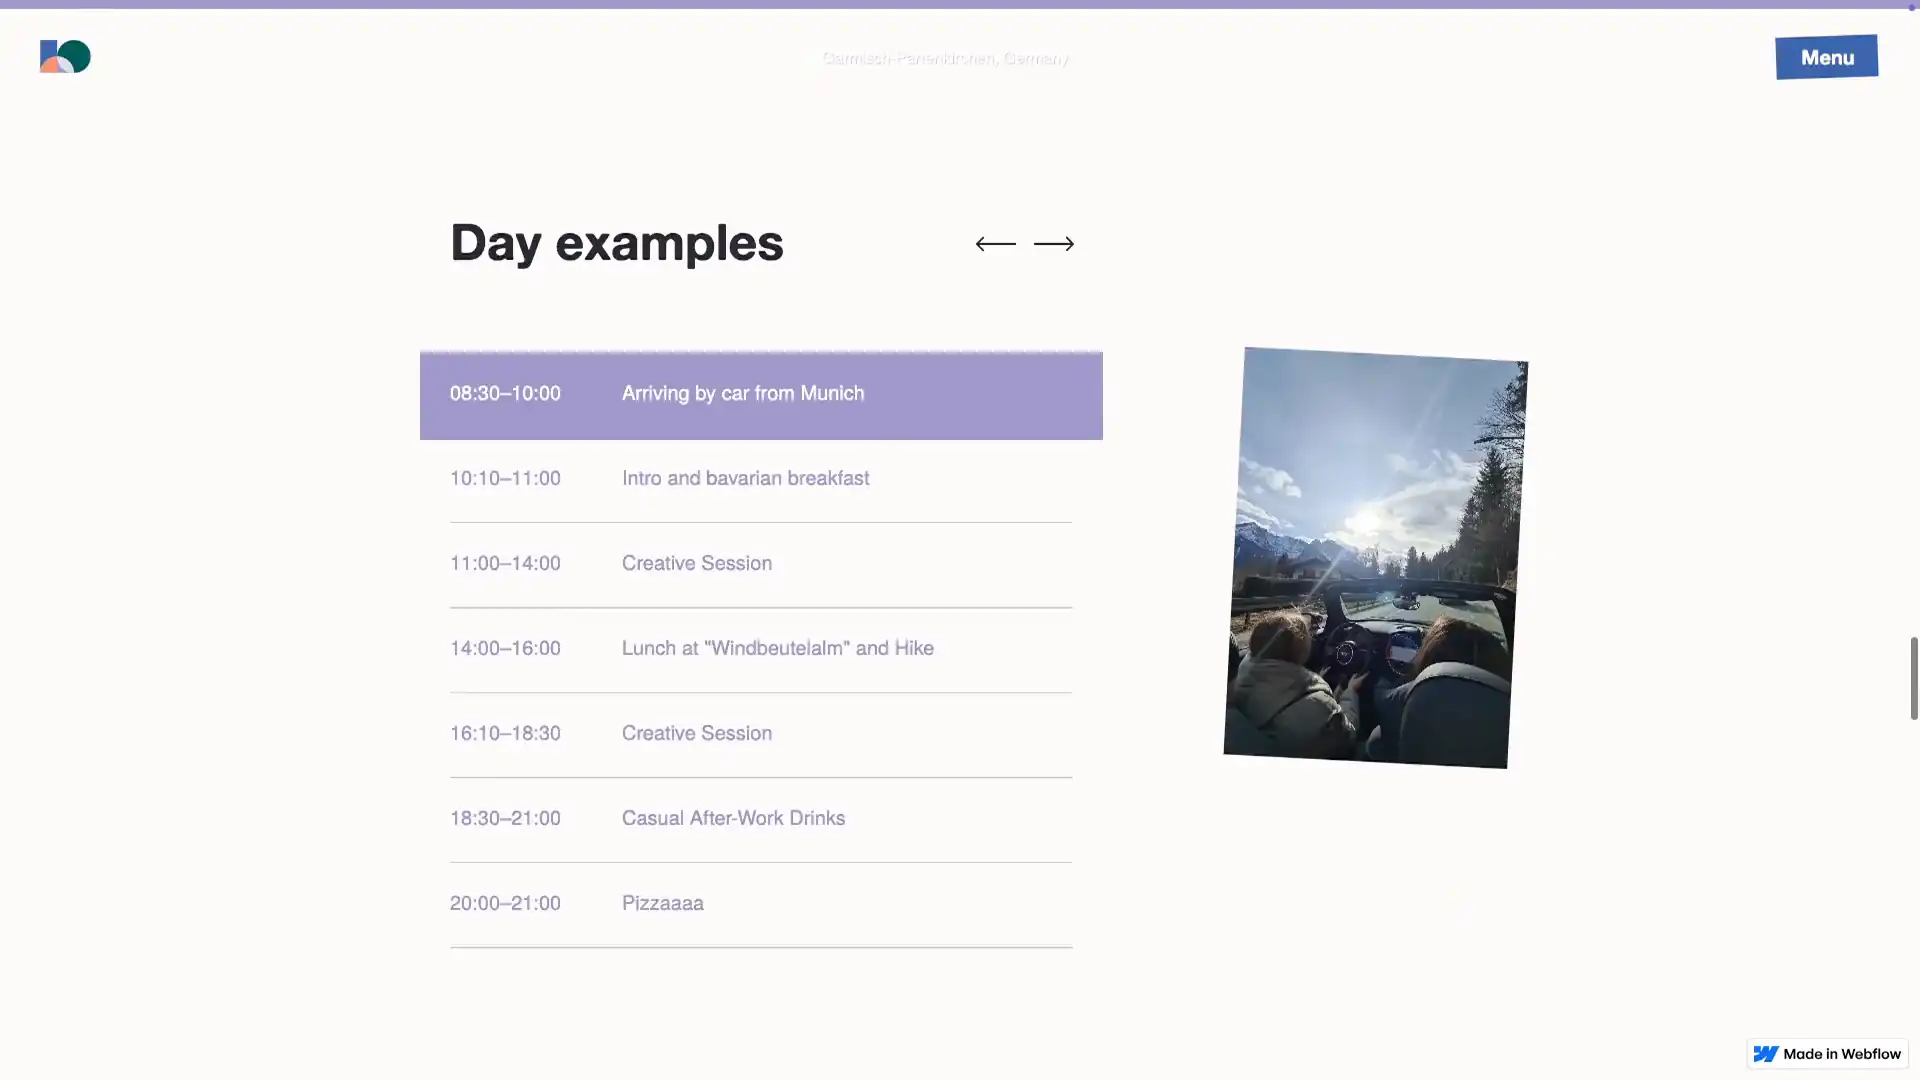 Garmisch-Partenkirchen, Germany
Menu
Day examples
08:30–10:00 Arriving by car from Munich
10:10–11:00 Intro and bavarian breakfast
11:00–14:00 Creative Session
14:00–16:00 Lunch at "Windbeutelalm" and Hike
16:10–18:30 Creative Session
18:30–21:00 Casual After-Work Drinks
20:00–21:00 Pizzaaaa
Made in Webflow